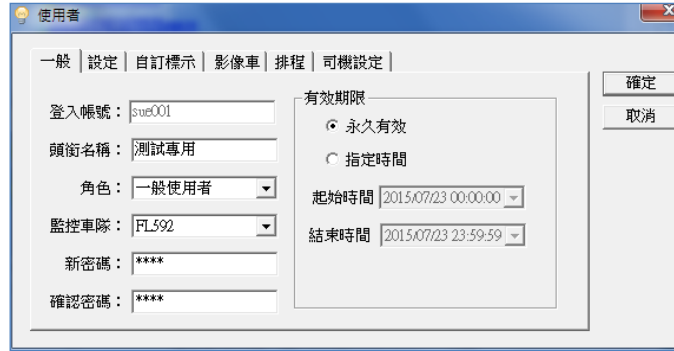 使用者
一般 設定 自訂標示 影像車 排程 司機設定
登入帳號： sue001
頭銜名稱： 測試專用
角色： 一般使用者
監控車隊： FL592
新密碼： ****
確認密碼： ****
有效期限
永久有效
指定時間
起始時間 2015/07/23 00:00:00
結束時間 2015/07/23 23:59:59
確定
取消